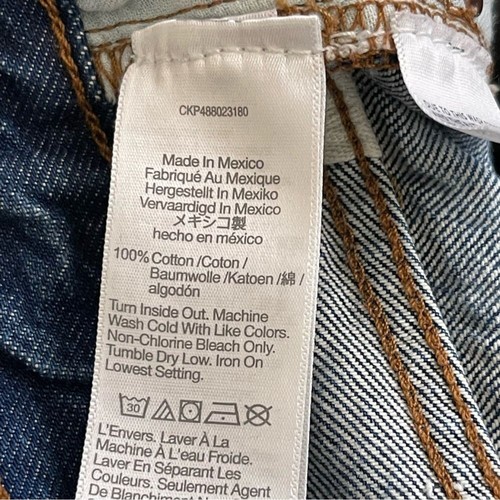 CKP488023180
Made In Mexico
Fabriqué Au Mexique
Hergestellt In Mexiko
Vervaardigd In Mexico
メキシコ製
hecho en méxico
100% Cotton /Coton/
Baumwolle /Katoen /綿 /
algodón
Turn Inside Out. Machine
Wash Cold With Like Colors.
Non-Chlorine Bleach Only.
Tumble Dry Low. Iron On
Lowest Setting.
30
L'Envers. Laver À La
Machine À L'eau Froide.
Laver En Séparant Les
Couleurs. Seulement Agent
De Blanchiment